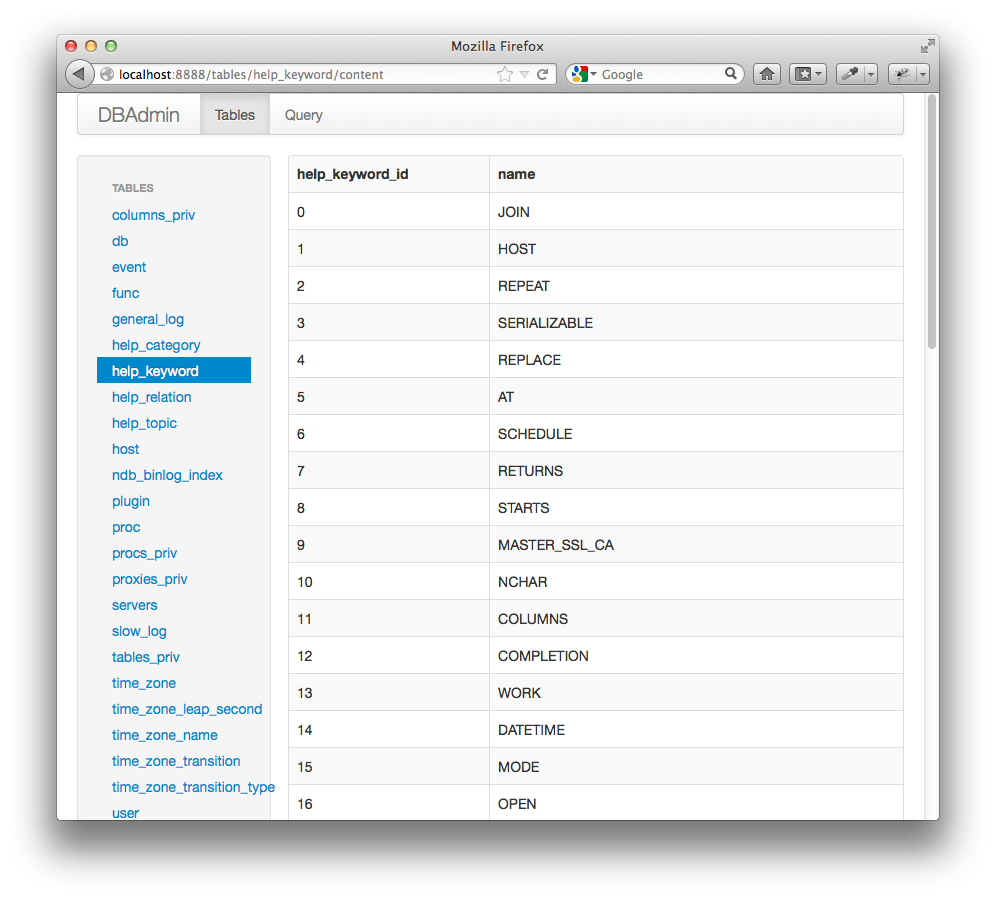 Mozilla Firefox
localhost:8888/tables/help_keyword/content
Google
DBAdmin
Tables
Query
TABLES
columns_priv
db
event
func
general_log
help_category
help_keyword
help_relation
help_topic
host
ndb_binlog_index
plugin
proc
procs_priv
proxies_priv
servers
slow_log
tables_priv
time_zone
time_zone_leap_second
time_zone_name
time_zone_transition
time_zone_transition_type
user
help_keyword_id name
0 JOIN
1 HOST
2 REPEAT
3 SERIALIZABLE
4 REPLACE
5 AT
6 SCHEDULE
7 RETURNS
8 STARTS
9 MASTER_SSL_CA
10 NCHAR
11 COLUMNS
12 COMPLETION
13 WORK
14 DATETIME
15 MODE
16 OPEN